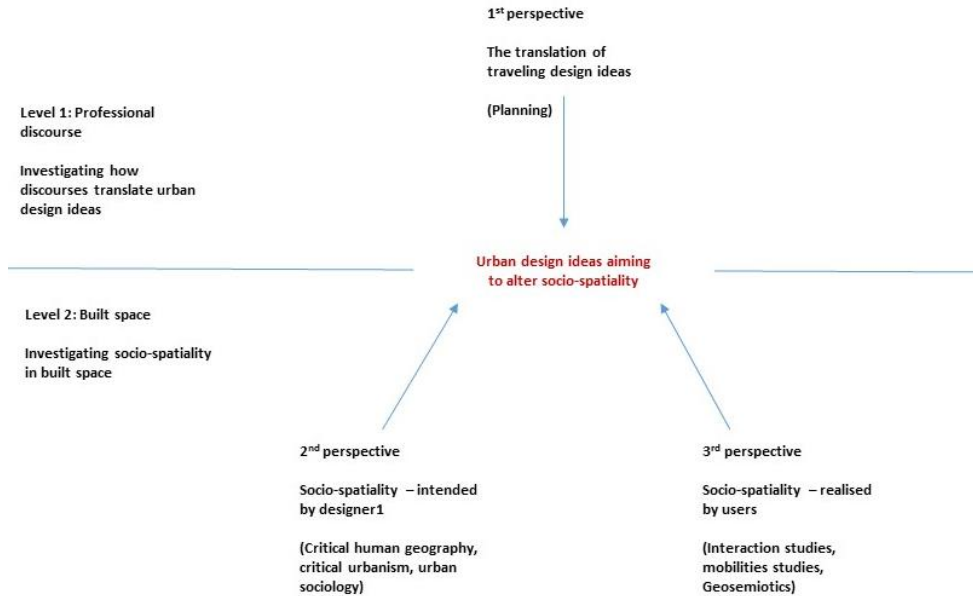 1st perspective
The translation of
traveling design ideas
(Planning)
Level 1: Professional
discourse
Investigating how
discourses translate urban
design ideas
Urban design ideas aiming
to alter socio-spatiality
Level 2: Built space
Investigating socio-spatiality
in built space
2nd perspective
Socio-spatiality – intended
by designer1
(Critical human geography,
critical urbanism, urban
sociology)
3rd perspective
Socio-spatiality – realised
by users
(Interaction studies,
mobilities studies,
Geosemiotics)